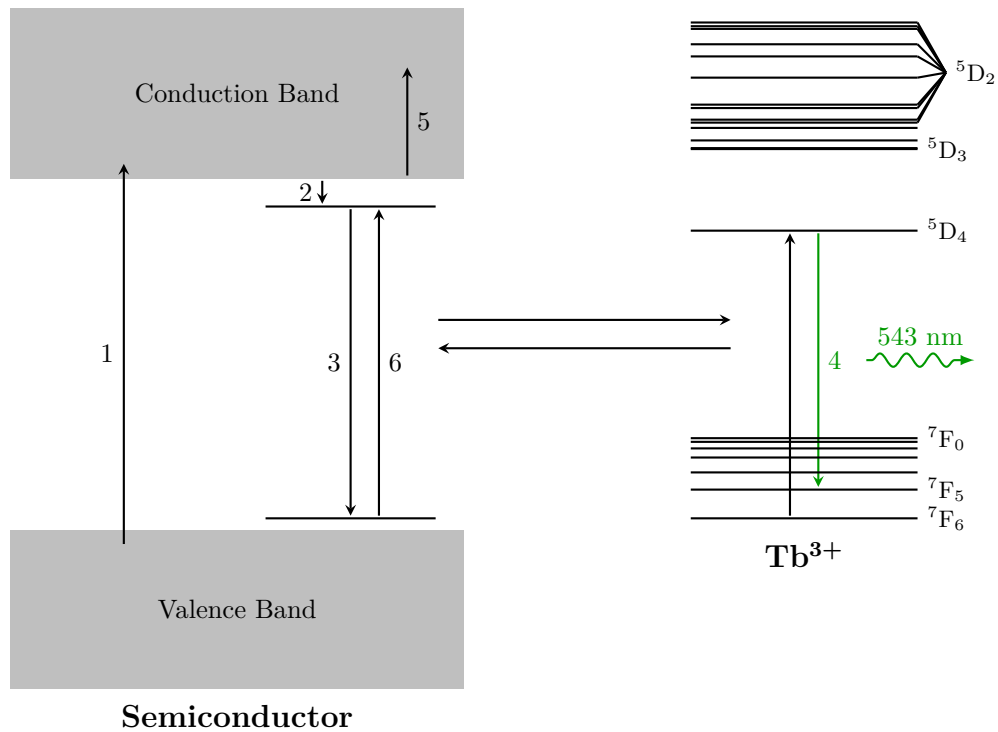 Conduction Band
5
2
1
3
6
Valence Band
Semiconductor
⁵D₂
⁵D₃
⁵D₄
543 nm
4
⁷F₀
⁷F₅
⁷F₆
Tb³⁺